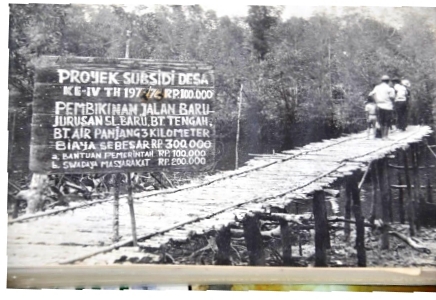 PROYEK SUBSIDI DESA
KE-IV TH 197 RP.100.000
PEMBIKINAN JALAN BARU
JURUSAN SL.BARU, BT TENGAH,
BT AIR PANJANG 3 KILOMETER
BIAYA SEBESAR RP 300.000
a. BANTUAN PEMERINTAH RP.100.000
b. SWADAYA MASYARAKAT RP.200.000